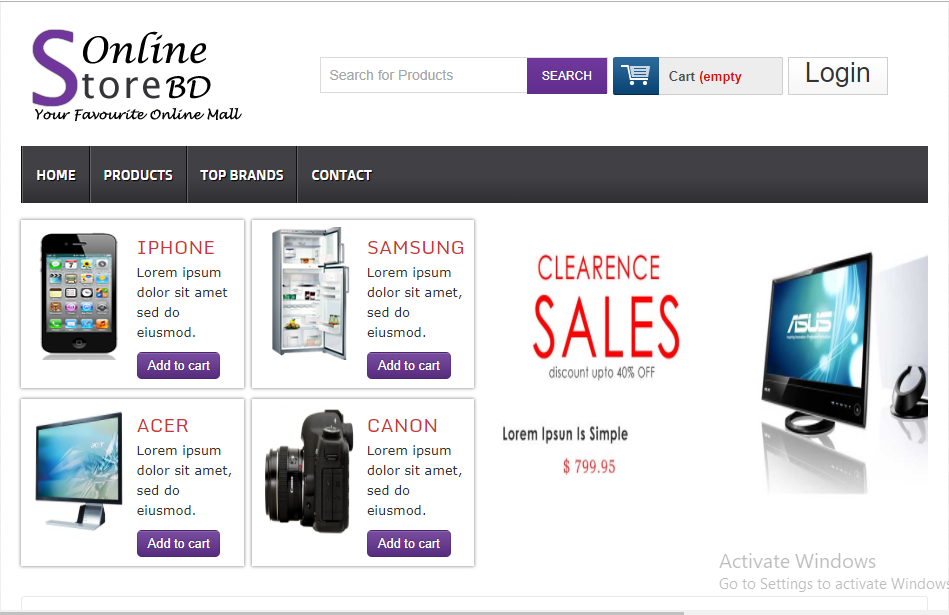 Online
StoreBD
Your Favourite Online Mall
Search for Products
SEARCH
Cart (empty
Login
HOME
PRODUCTS
TOP BRANDS
CONTACT
IPHONE
Lorem ipsum
dolor sit amet
sed do
eiusmod.
Add to cart
SAMSUNG
Lorem ipsum
dolor sit amet,
sed do
eiusmod.
Add to cart
CLEARENCE
SALES
discount upto 40% OFF
Lorem Ipsun Is Simple
$ 799.95
ASUS
ACER
Lorem ipsum
dolor sit amet,
sed do
eiusmod.
Add to cart
acer
CANON
Lorem ipsum
dolor sit amet,
sed do
eiusmod.
Add to cart
Canon
Activate Windows
Go to Settings to activate Windows